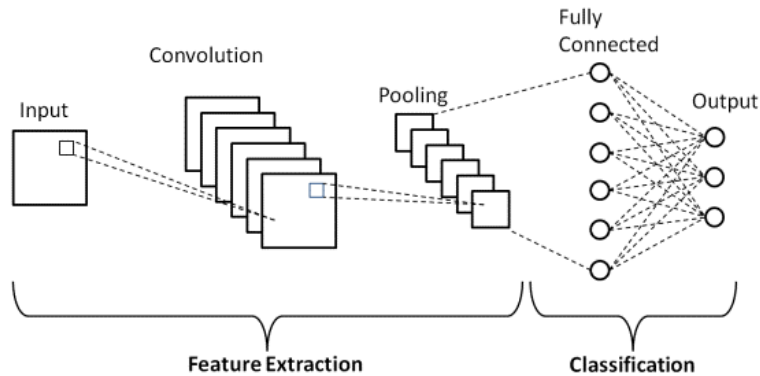 Fully
Connected
Convolution
Pooling
Input
Output
Feature Extraction
Classification